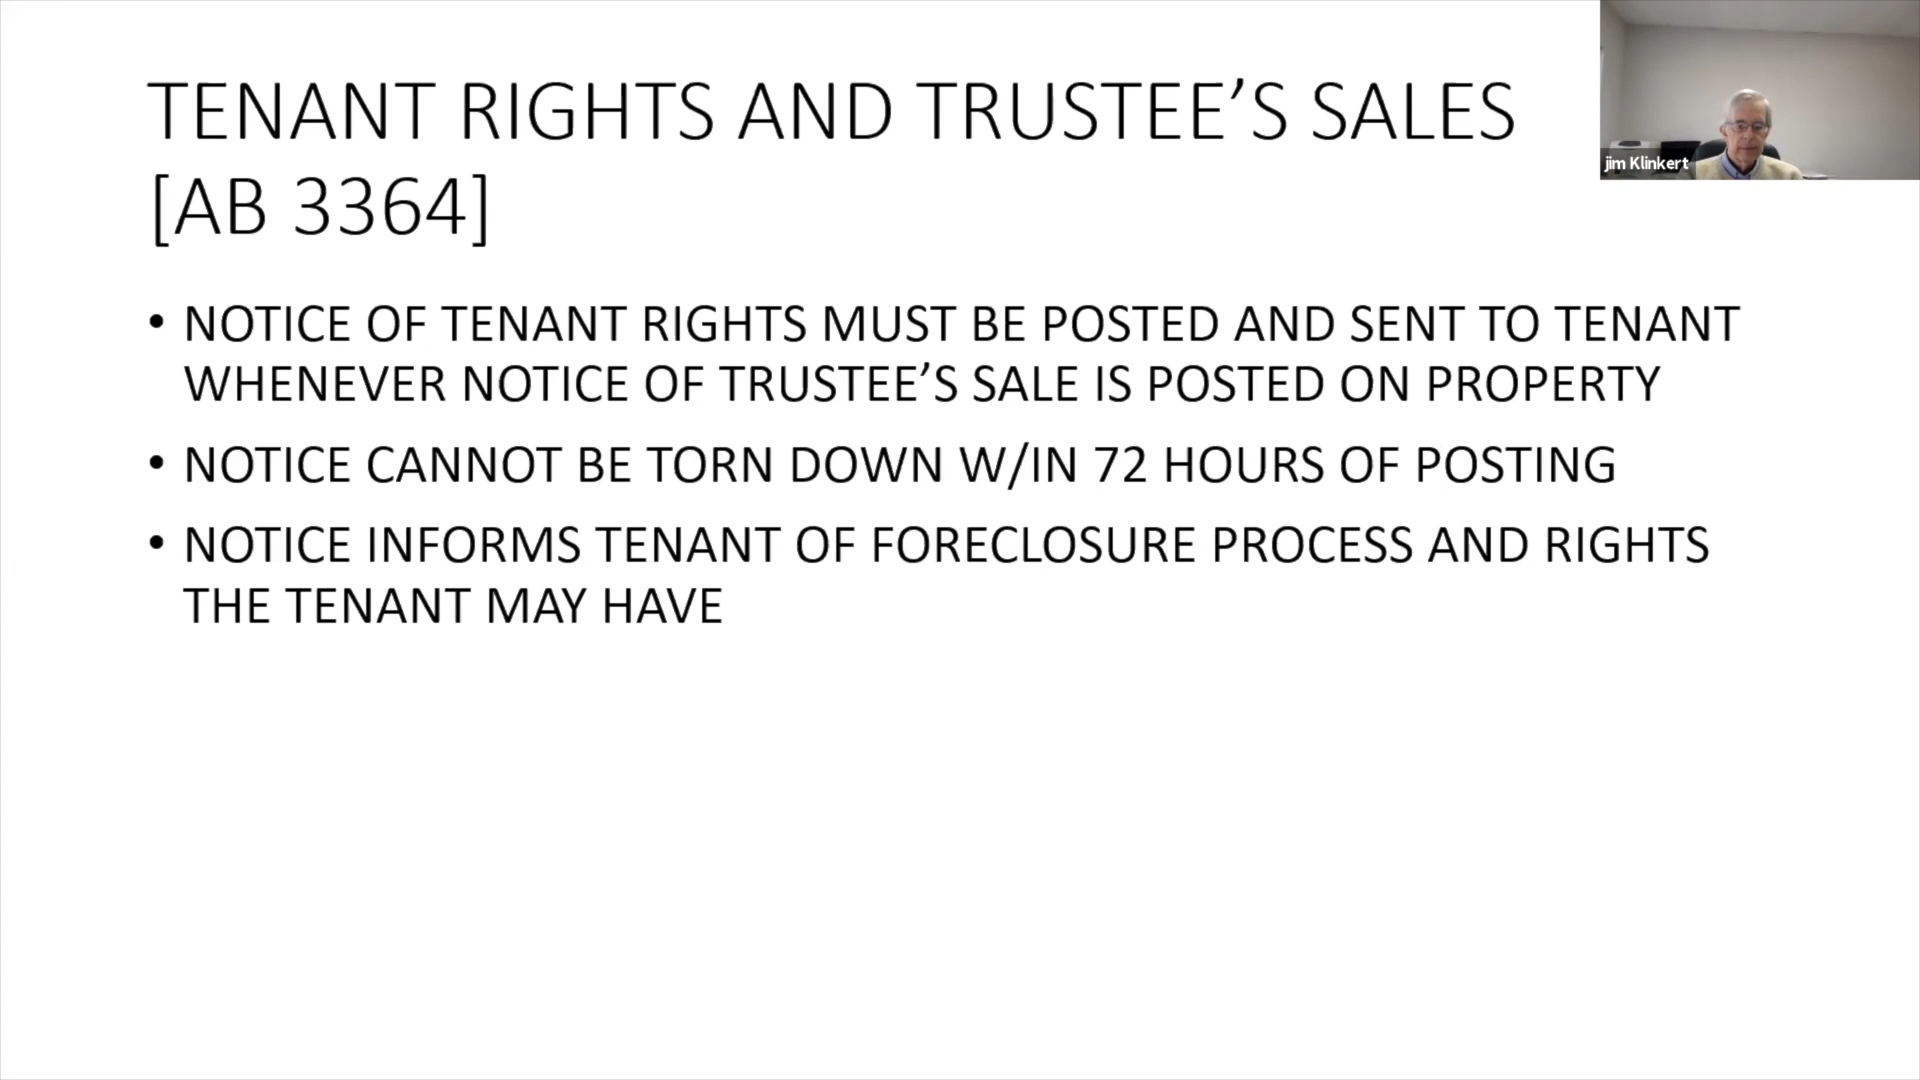 TENANT RIGHTS AND TRUSTEE’S SALES
[AB 3364]
jim Klinkert
• NOTICE OF TENANT RIGHTS MUST BE POSTED AND SENT TO TENANT
WHENEVER NOTICE OF TRUSTEE’S SALE IS POSTED ON PROPERTY
• NOTICE CANNOT BE TORN DOWN W/IN 72 HOURS OF POSTING
• NOTICE INFORMS TENANT OF FORECLOSURE PROCESS AND RIGHTS
THE TENANT MAY HAVE